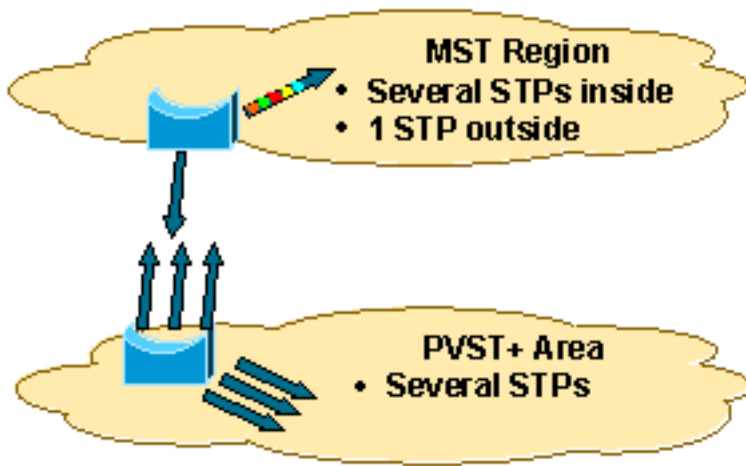 MST Region
• Several STPs inside
• 1 STP outside
PVST+ Area
• Several STPs